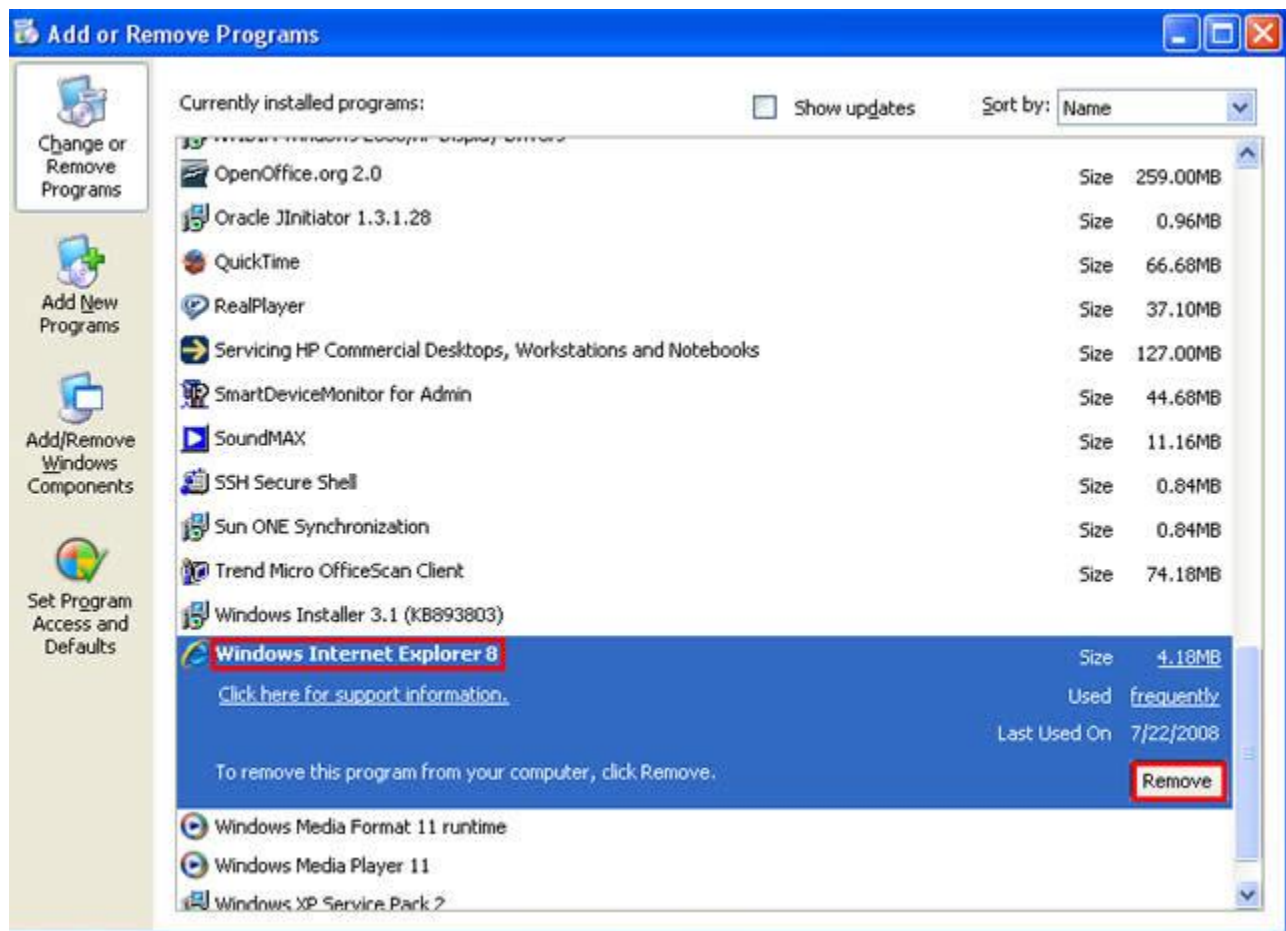 Add or Remove Programs
Change or
Remove
Programs
Add New
Programs
Add/Remove
Windows
Components
Set Program
Access and
Defaults
Currently installed programs:
Show updates
Sort by: Name
OpenOffice.org 2.0 Size 259.00MB
Oracle JInitiator 1.3.1.28 Size 0.96MB
QuickTime Size 66.68MB
RealPlayer Size 37.10MB
Servicing HP Commercial Desktops, Workstations and Notebooks Size 127.00MB
SmartDeviceMonitor for Admin Size 44.68MB
SoundMAX Size 11.16MB
SSH Secure Shell Size 0.84MB
Sun ONE Synchronization Size 0.84MB
Trend Micro OfficeScan Client Size 74.18MB
Windows Installer 3.1 (KB893803)
Windows Internet Explorer 8 Size 4.18MB
Click here for support information. Used frequently
Last Used On 7/22/2008
To remove this program from your computer, click Remove. Remove
Windows Media Format 11 runtime
Windows Media Player 11
Windows XP Service Pack 2